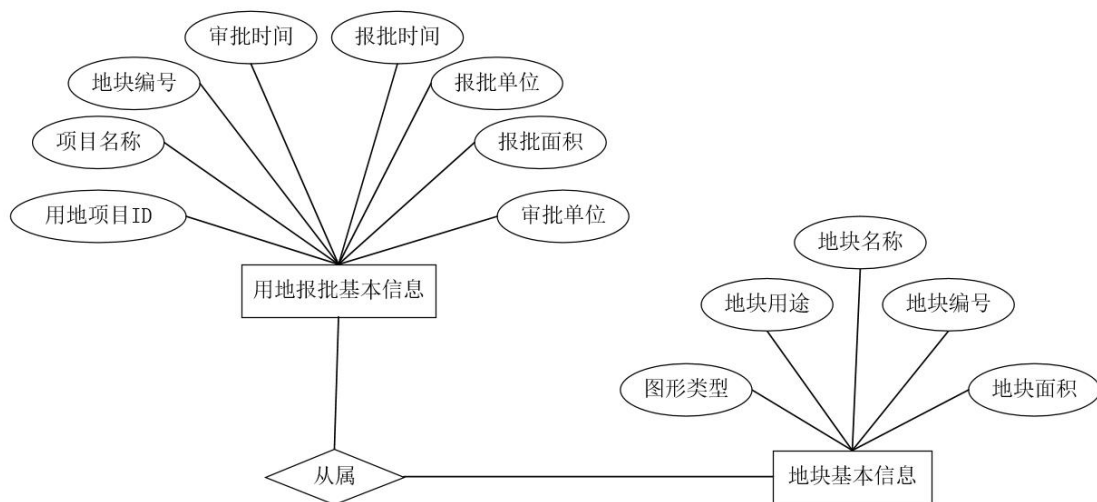 审批时间
报批时间
地块编号
报批单位
项目名称
报批面积
用地项目ID
审批单位
用地报批基本信息
地块名称
地块用途
地块编号
图形类型
地块面积
从属
地块基本信息